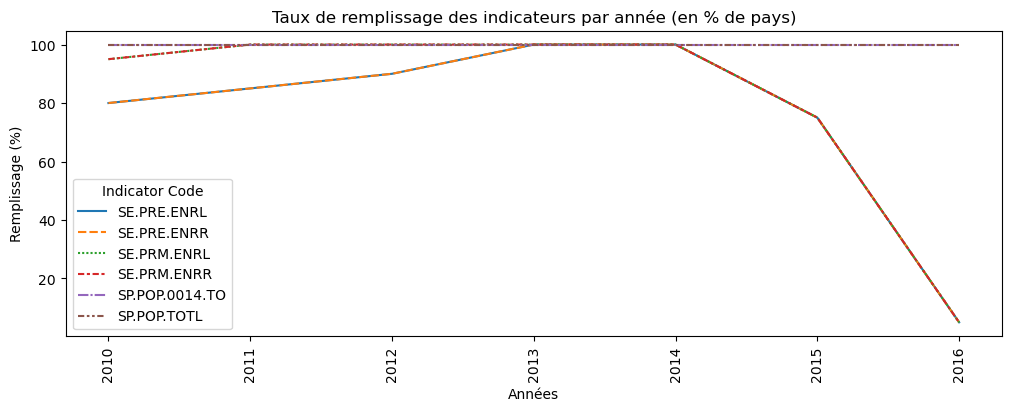 Taux de remplissage des indicateurs par année (en % de pays)
Remplissage (%)
100
80
60
40
20
Indicator Code
SE.PRE.ENRL
SE.PRE.ENRR
SE.PRM.ENRL
SE.PRM.ENRR
SP.POP.0014.TO
SP.POP.TOTL
2010
2011
2012
2013
2014
2015
2016
Années